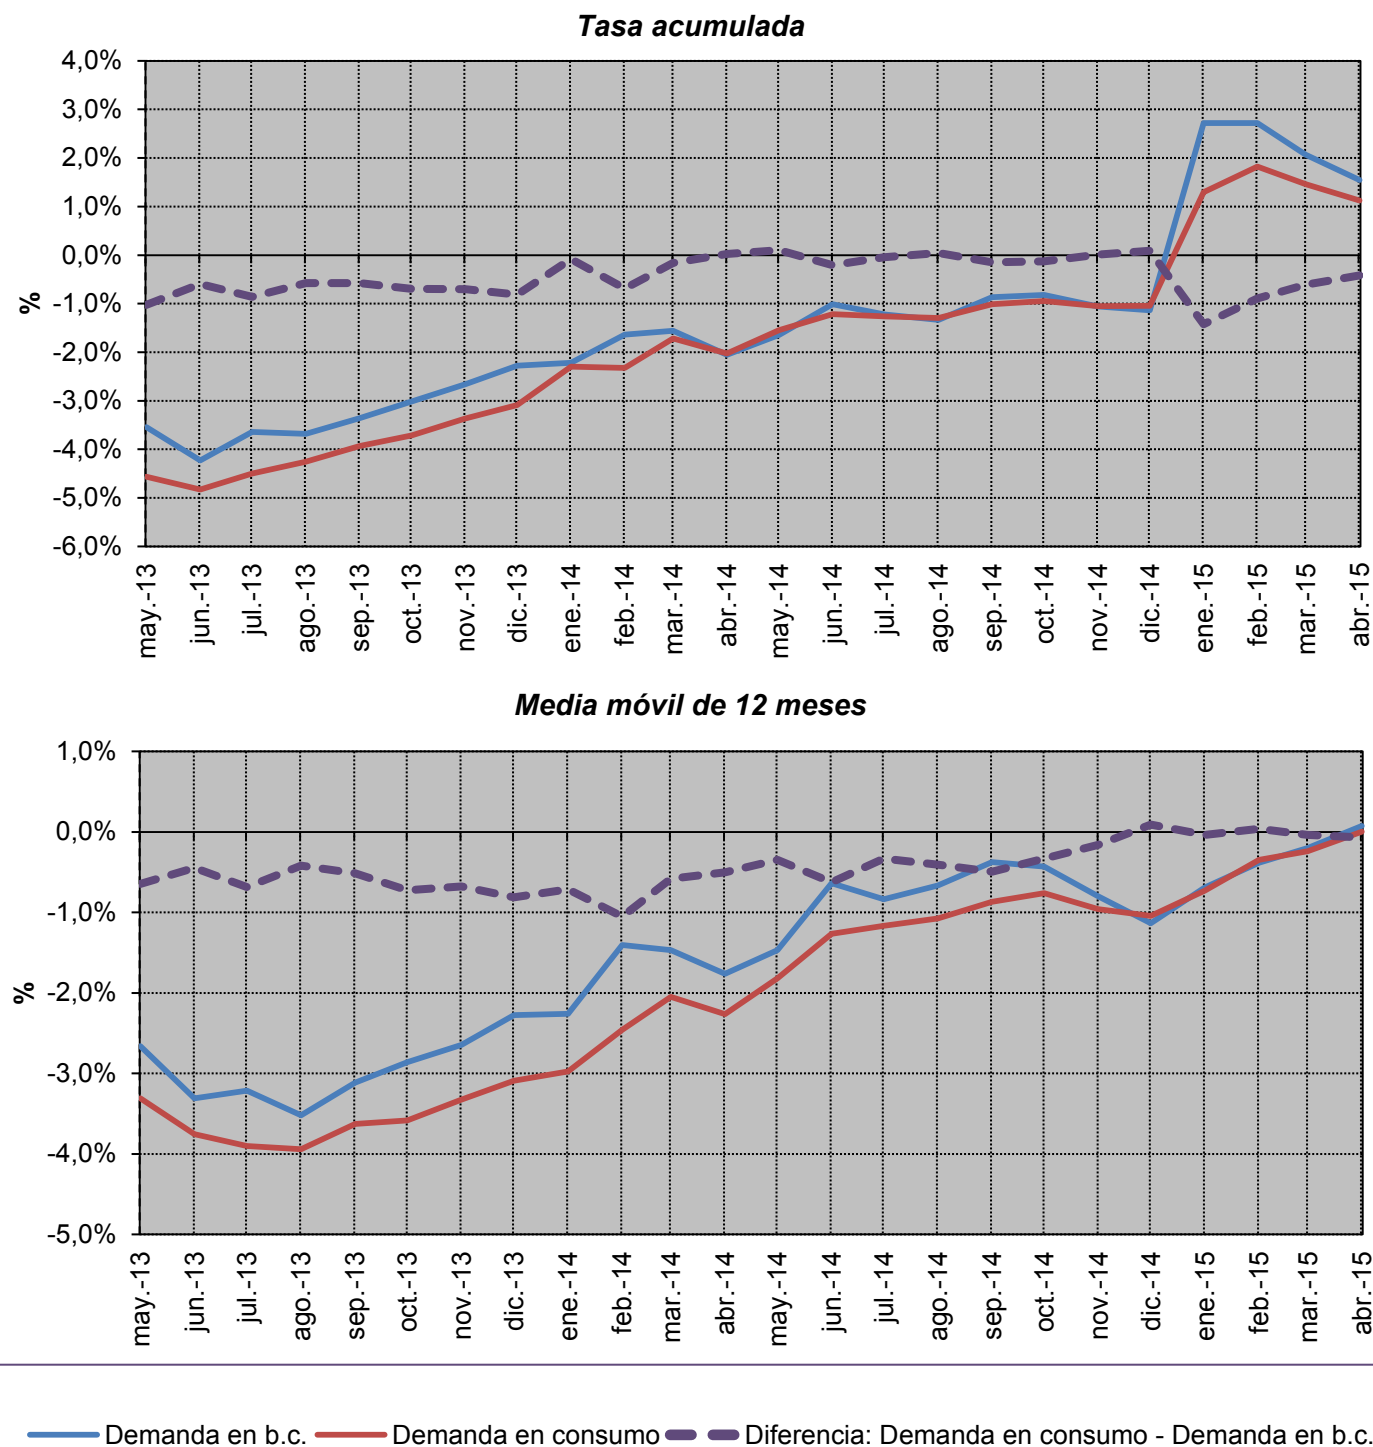 Tasa acumulada
4,0%
3,0%
2,0%
1,0%
0,0%
-1,0%
-2,0%
-3,0%
-4,0%
-5,0%
-6,0%
%
may.-13
jun.-13
jul.-13
ago.-13
sep.-13
oct.-13
nov.-13
dic.-13
ene.-14
feb.-14
mar.-14
abr.-14
may.-14
jun.-14
jul.-14
ago.-14
sep.-14
oct.-14
nov.-14
dic.-14
ene.-15
feb.-15
mar.-15
abr.-15
Media móvil de 12 meses
1,0%
0,0%
-1,0%
-2,0%
-3,0%
-4,0%
-5,0%
%
may.-13
jun.-13
jul.-13
ago.-13
sep.-13
oct.-13
nov.-13
dic.-13
ene.-14
feb.-14
mar.-14
abr.-14
may.-14
jun.-14
jul.-14
ago.-14
sep.-14
oct.-14
nov.-14
dic.-14
ene.-15
feb.-15
mar.-15
abr.-15
Demanda en b.c. Demanda en consumo Diferencia: Demanda en consumo - Demanda en b.c.